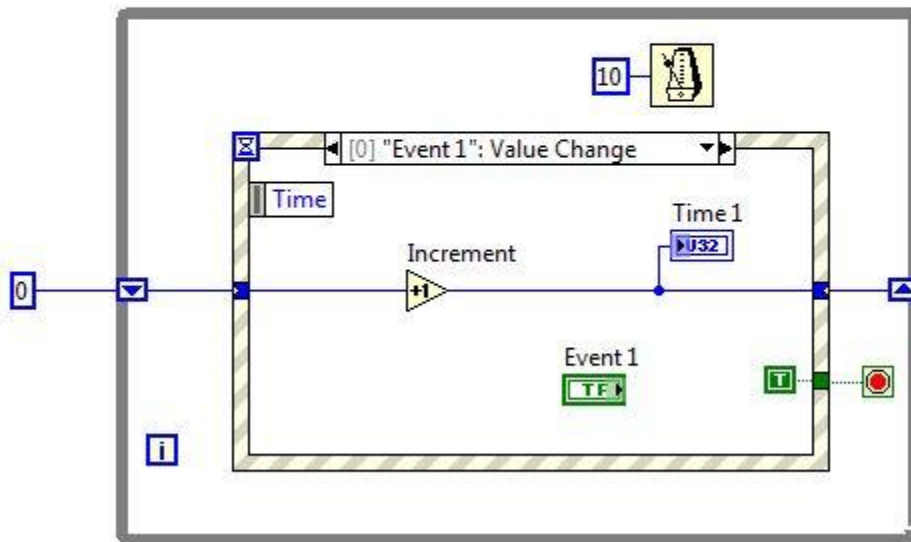 10
[0] "Event 1": Value Change
Time
Time 1
U32
Increment
+1
0
Event 1
TF
T
i